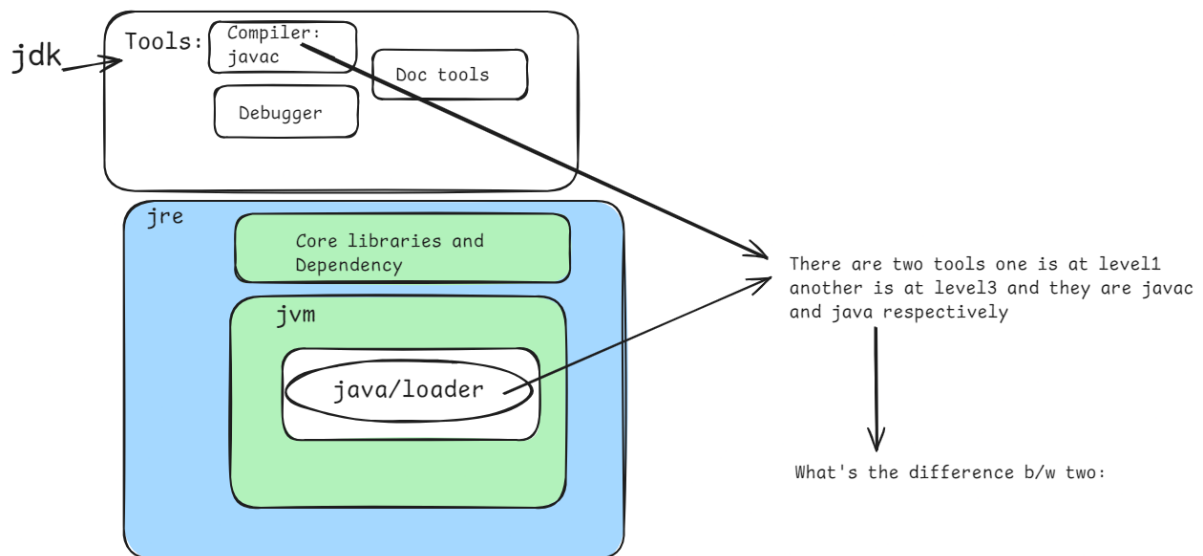 jdk
Tools:
Compiler:
javac
Doc tools
Debugger
jre
Core libraries and
Dependency
jvm
java/loader
There are two tools one is at level1
another is at level3 and they are javac
and java respectively
What's the difference b/w two: